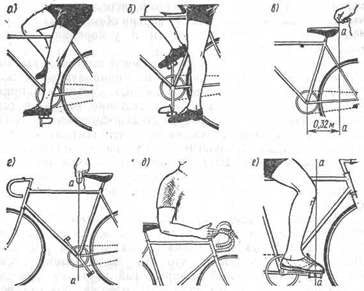 а) б) в) а
0,32 м а
г) а д) е) а
а а